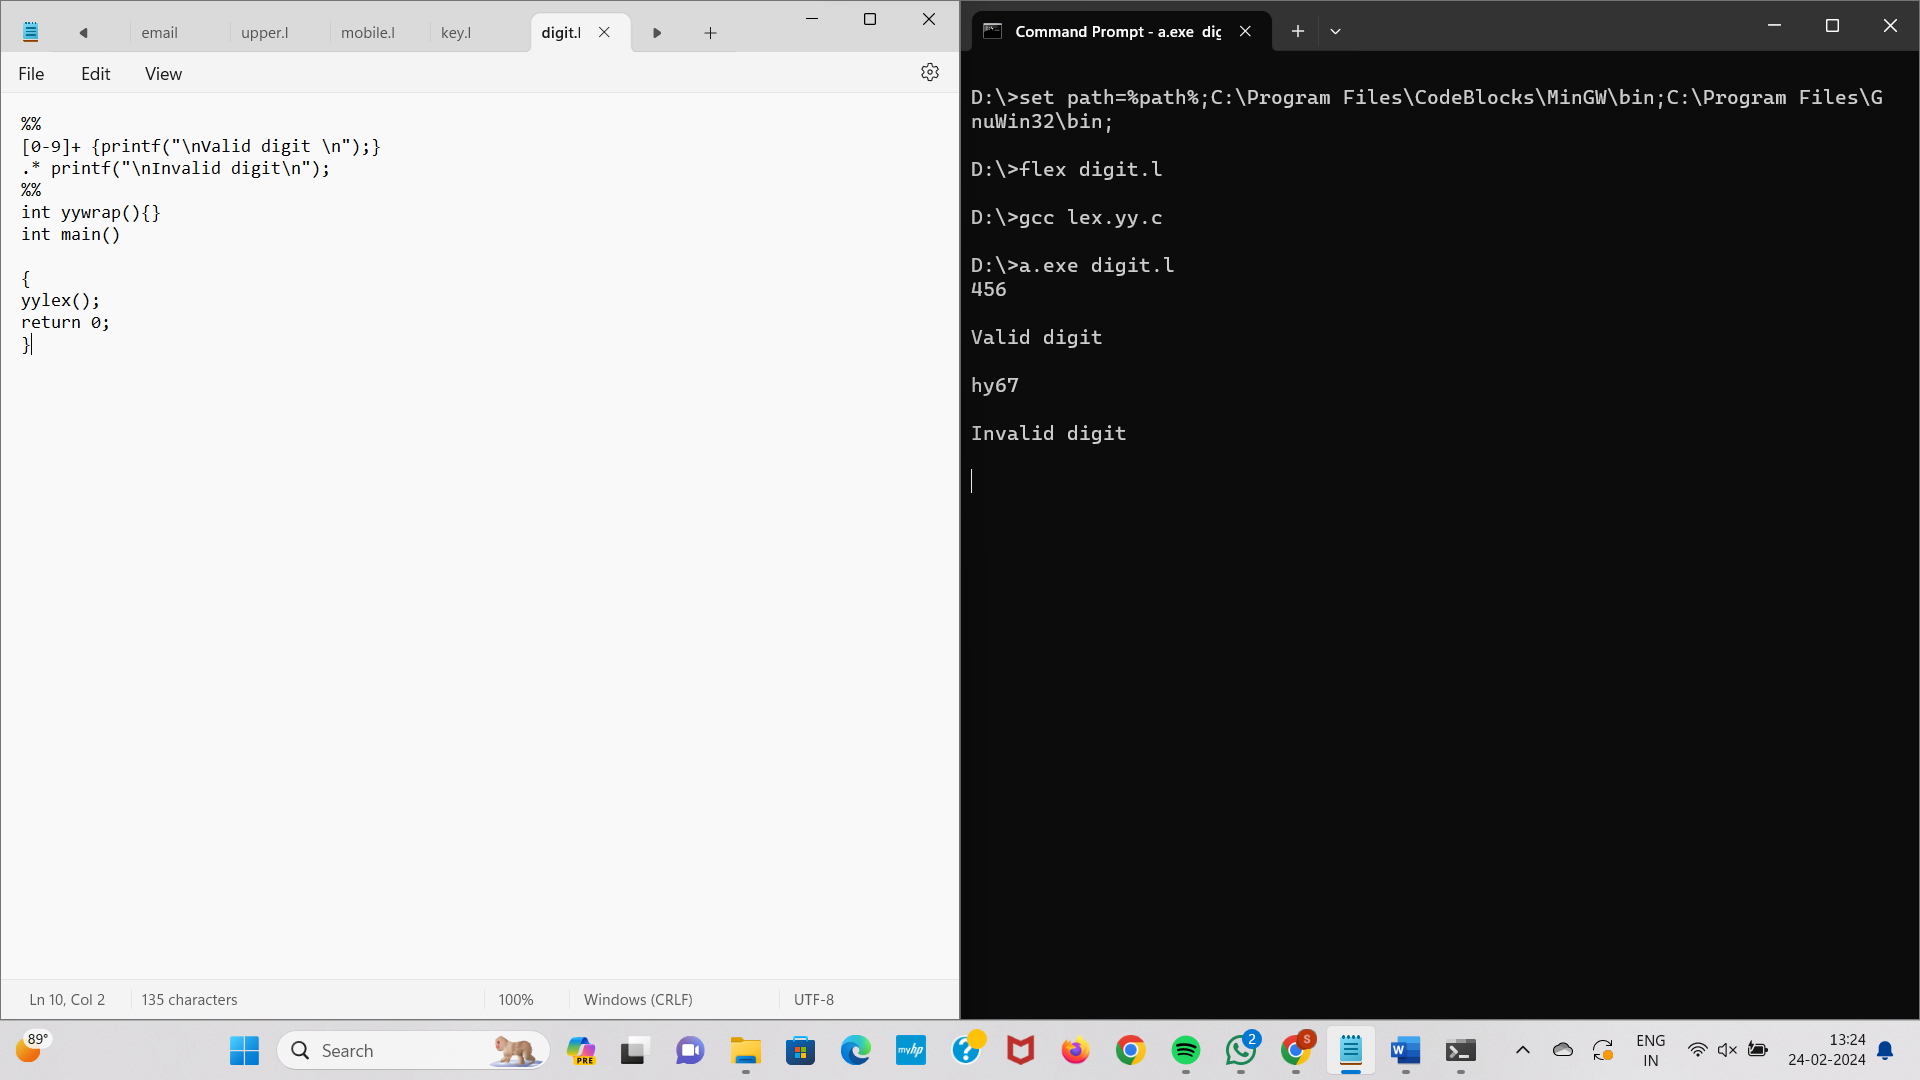 email
upper.l
mobile.l
key.l
digit.l
File
Edit
View
%%
[0-9]+ {printf("\nValid digit \n");}
.* printf("\nInvalid digit\n");
%%
int yywrap(){}
int main()
{
yylex();
return 0;
}
Ln 10, Col 2
135 characters
100%
Windows (CRLF)
UTF-8
Command Prompt - a.exe dig
D:\>set path=%path%;C:\Program Files\CodeBlocks\MinGW\bin;C:\Program Files\G
nuWin32\bin;
D:\>flex digit.l
D:\>gcc lex.yy.c
D:\>a.exe digit.l
456
Valid digit
hy67
Invalid digit
89°
Search
PRE
myhp
2
S
W
ENG
IN
13:24
24-02-2024